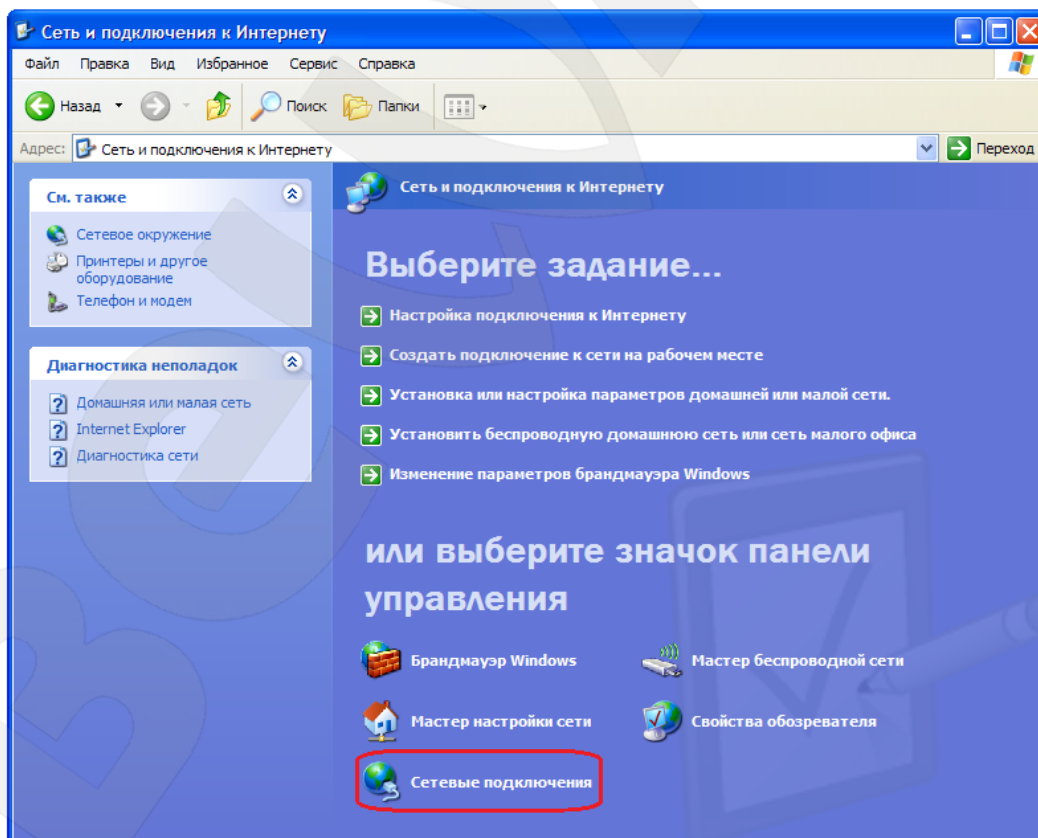 Сеть и подключения к Интернету
Файл Правка Вид Избранное Сервис Справка
Назад Поиск Папки
Адрес: Сеть и подключения к Интернету Переход
См. также
Сетевое окружение
Принтеры и другое
оборудование
Телефон и модем
Диагностика неполадок
Домашняя или малая сеть
Internet Explorer
Диагностика сети
Сеть и подключения к Интернету
Выберите задание...
Настройка подключения к Интернету
Создать подключение к сети на рабочем месте
Установка или настройка параметров домашней или малой сети.
Установить беспроводную домашнюю сеть или сеть малого офиса
Изменение параметров брандмауэра Windows
или выберите значок панели
управления
Брандмауэр Windows Мастер беспроводной сети
Мастер настройки сети Свойства обозревателя
Сетевые подключения